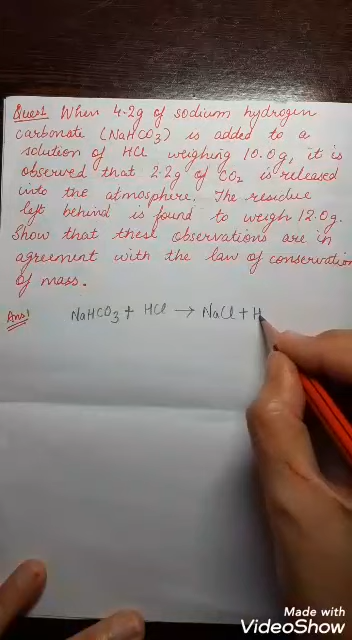 Ques! When 4.2g of sodium hydrogen
carbonate (NaHCO3) is added to a
solution of HCl weighing 10.0g, it is
observed that 2.2g of CO2 is released
into the atmosphere. The residue
left behind is found to weigh 12.0g.
Show that these observations are in
agreement with the law of conservation
of mass.
Ans! NaHCO3 + HCl → NaCl + H
Made with
VideoShow